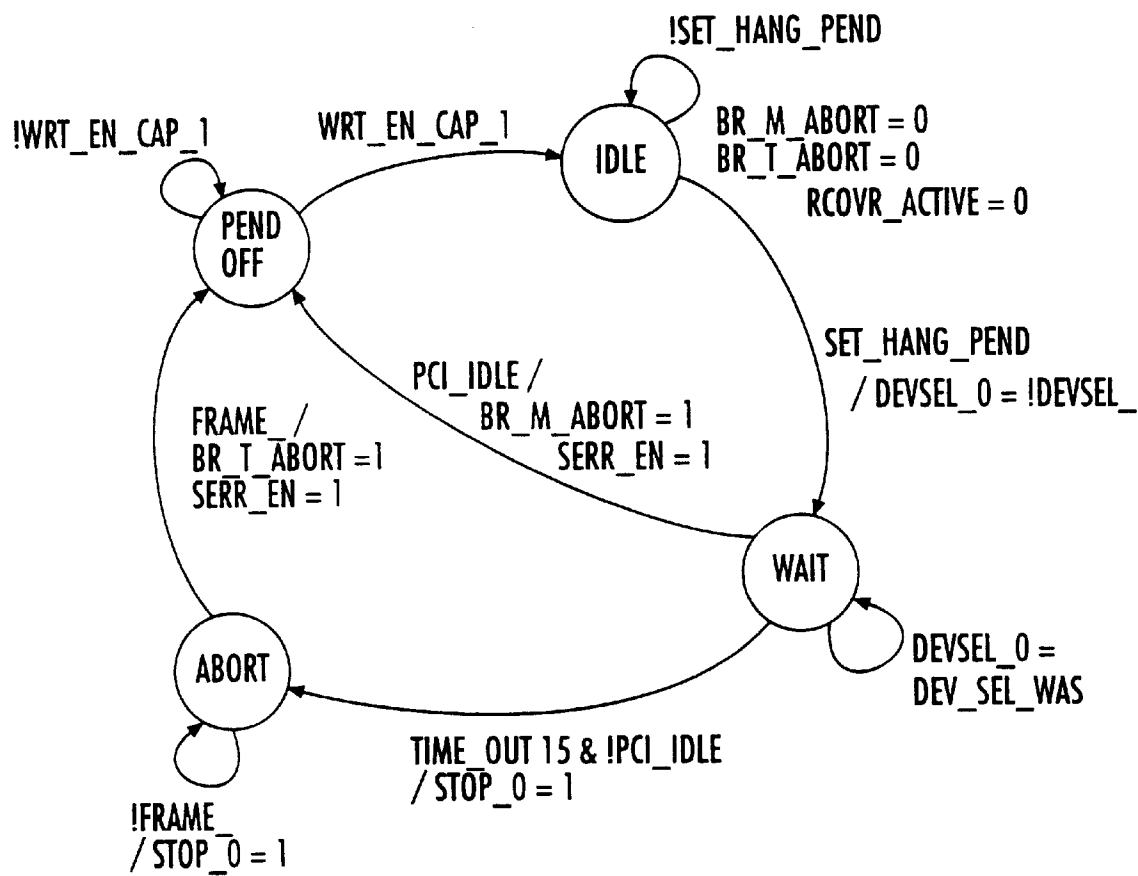 !SET_HANG_PEND
!WRT_EN_CAP_1
WRT_EN_CAP_1
IDLE
BR_M_ABORT = 0
BR_T_ABORT = 0
RCOVR_ACTIVE = 0
PEND
OFF
SET_HANG_PEND
/ DEVSEL_0 = !DEVSEL_
PCI_IDLE /
BR_M_ABORT = 1
SERR_EN = 1
FRAME_ /
BR_T_ABORT =1
SERR_EN = 1
WAIT
ABORT
DEVSEL_0 =
DEV_SEL_WAS
TIME_OUT 15 & !PCI_IDLE
/ STOP_0 = 1
!FRAME_
/ STOP_0 = 1